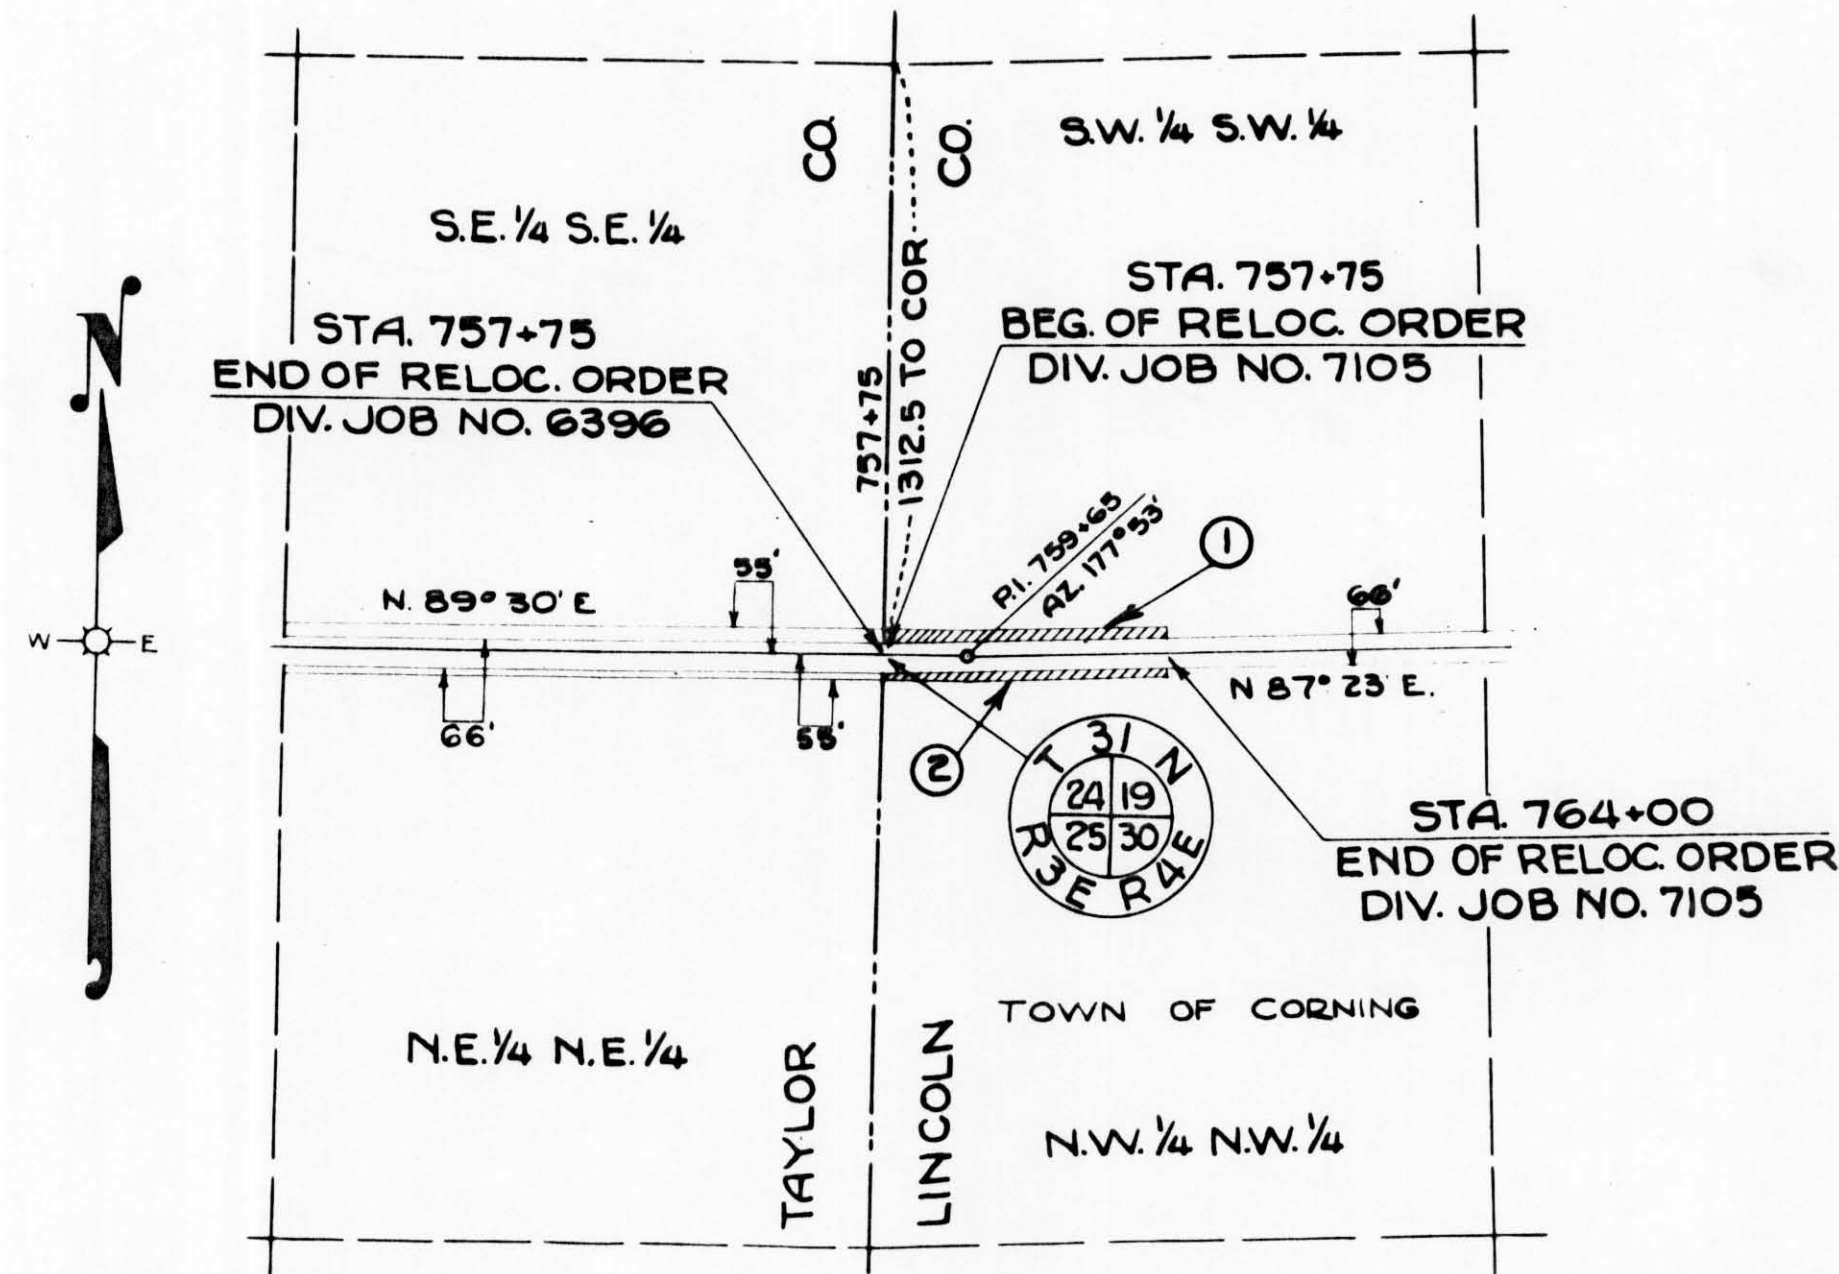 CO.
CO.
S.W. 1/4 S.W. 1/4
S.E. 1/4 S.E. 1/4
STA. 757+75
END OF RELOC. ORDER
DIV. JOB NO. 6396
757+75
1312.5 TO COR
STA. 757+75
BEG. OF RELOC. ORDER
DIV. JOB NO. 7105
N
W
E
N. 89° 30' E
55'
P.I. 759+65
AZ. 177° 53'
1
66'
66'
55'
N 87° 23' E.
2
T 31 N
24 19
25 30
R3E R4E
STA. 764+00
END OF RELOC. ORDER
DIV. JOB NO. 7105
TOWN OF CORNING
N.E. 1/4 N.E. 1/4
TAYLOR
LINCOLN
N.W. 1/4 N.W. 1/4